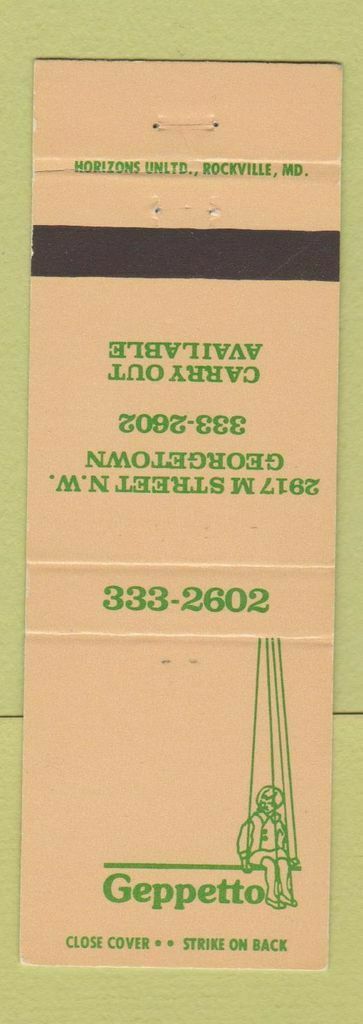 HORIZONS UNLTD., ROCKVILLE, MD.
2917 M STREET N.W.
GEORGETOWN
333-2602
CARRY OUT
AVAILABLE
333-2602
Geppetto
CLOSE COVER • • STRIKE ON BACK